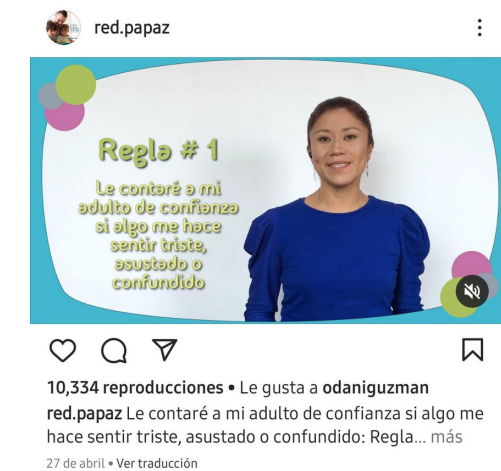 red.papaz
Regla # 1
Le contaré a mi
adulto de confianza
si algo me hace
sentir triste,
asustado o
confundido
10,334 reproducciones • Le gusta a odaniguzman
red.papaz Le contaré a mi adulto de confianza si algo me
hace sentir triste, asustado o confundido: Regla... más
27 de abril • Ver traducción